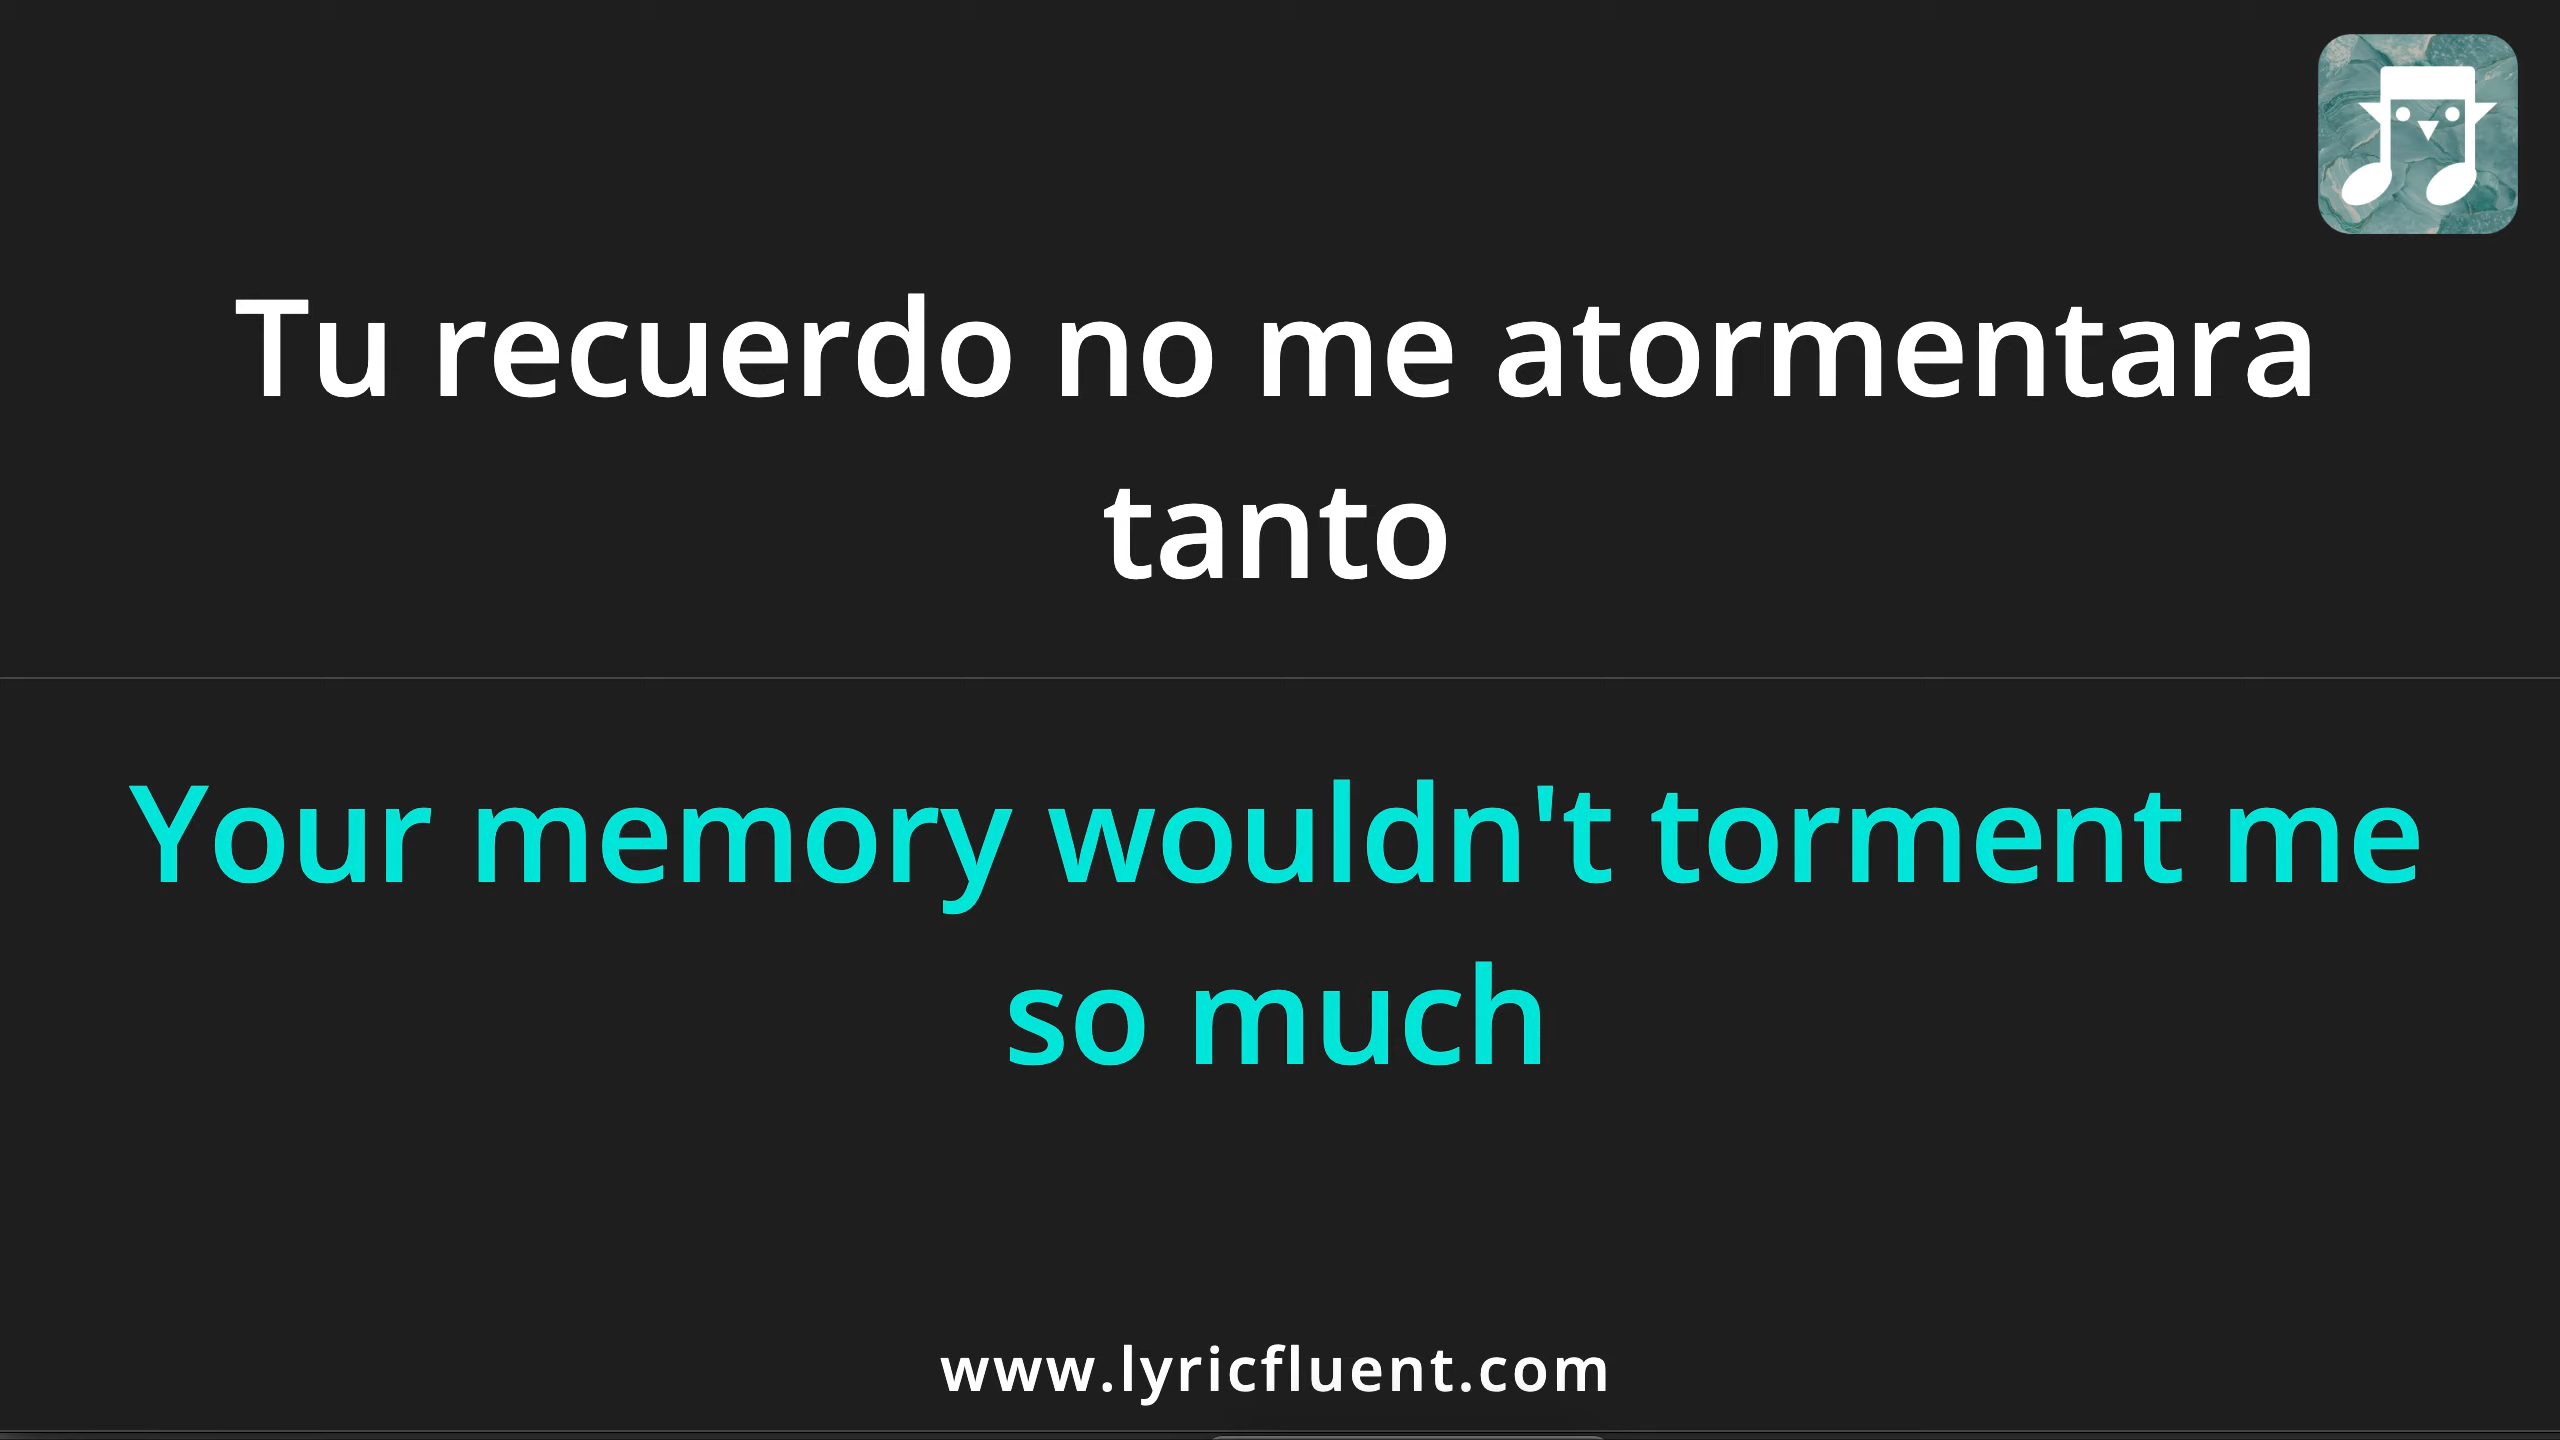 Tu recuerdo no me atormentara
tanto
Your memory wouldn't torment me
so much
www.lyricfluent.com